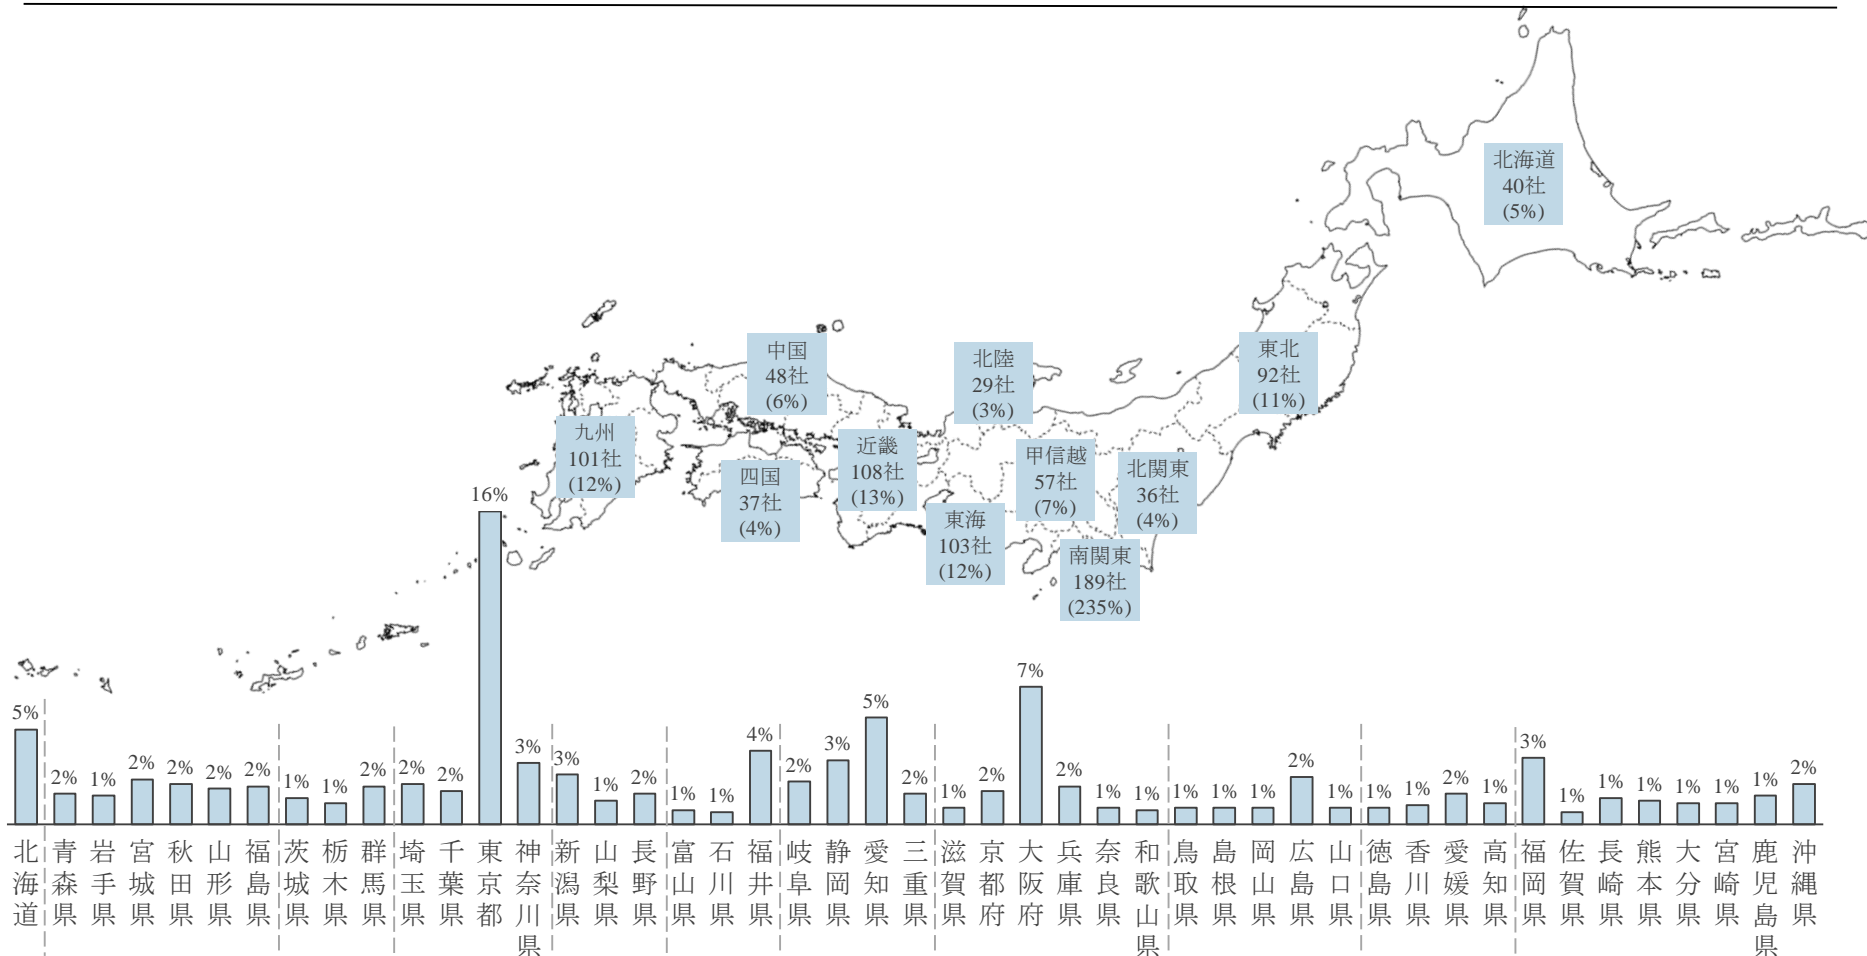 北海道
40社
(5%)
東北
92社
(11%)
中国
48社
(6%)
北陸
29社
(3%)
九州
101社
(12%)
近畿
108社
(13%)
甲信越
57社
(7%)
北関東
36社
(4%)
四国
37社
(4%)
東海
103社
(12%)
南関東
189社
(235%)
5%
2%
1%
2%
2%
2%
2%
1%
1%
2%
2%
2%
16%
3%
3%
1%
2%
1%
1%
4%
2%
3%
5%
2%
1%
2%
7%
2%
1%
1%
1%
1%
1%
2%
1%
1%
1%
2%
1%
3%
1%
1%
1%
1%
1%
1%
2%
北海道
青森県
岩手県
宮城県
秋田県
山形県
福島県
茨城県
栃木県
群馬県
埼玉県
千葉県
東京都
神奈川県
新潟県
山梨県
長野県
富山県
石川県
福井県
岐阜県
静岡県
愛知県
三重県
滋賀県
京都府
大阪府
兵庫県
奈良県
和歌山県
鳥取県
島根県
岡山県
広島県
山口県
徳島県
香川県
愛媛県
高知県
福岡県
佐賀県
長崎県
熊本県
大分県
宮崎県
鹿児島県
沖縄県